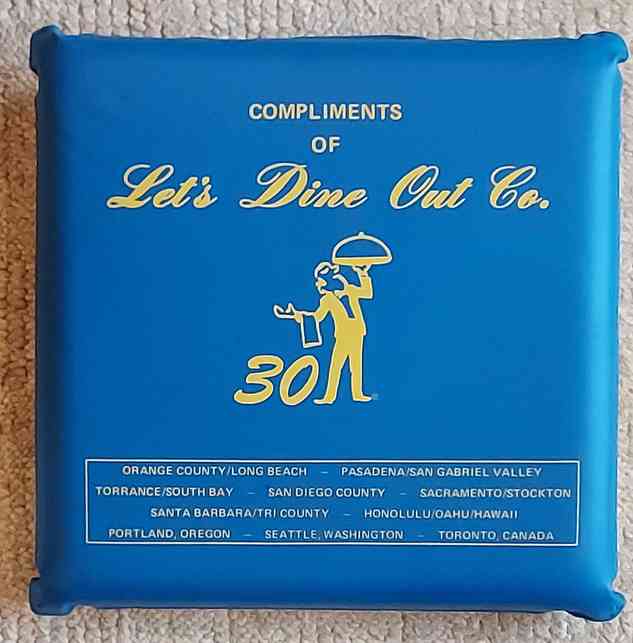 COMPLIMENTS
OF
Let's Dine Out Co.
30
ORANGE COUNTY/LONG BEACH – PASADENA/SAN GABRIEL VALLEY
TORRANCE/SOUTH BAY – SAN DIEGO COUNTY – SACRAMENTO/STOCKTON
SANTA BARBARA/TRI COUNTY – HONOLULU/OAHU/HAWAII
PORTLAND, OREGON – SEATTLE, WASHINGTON – TORONTO, CANADA